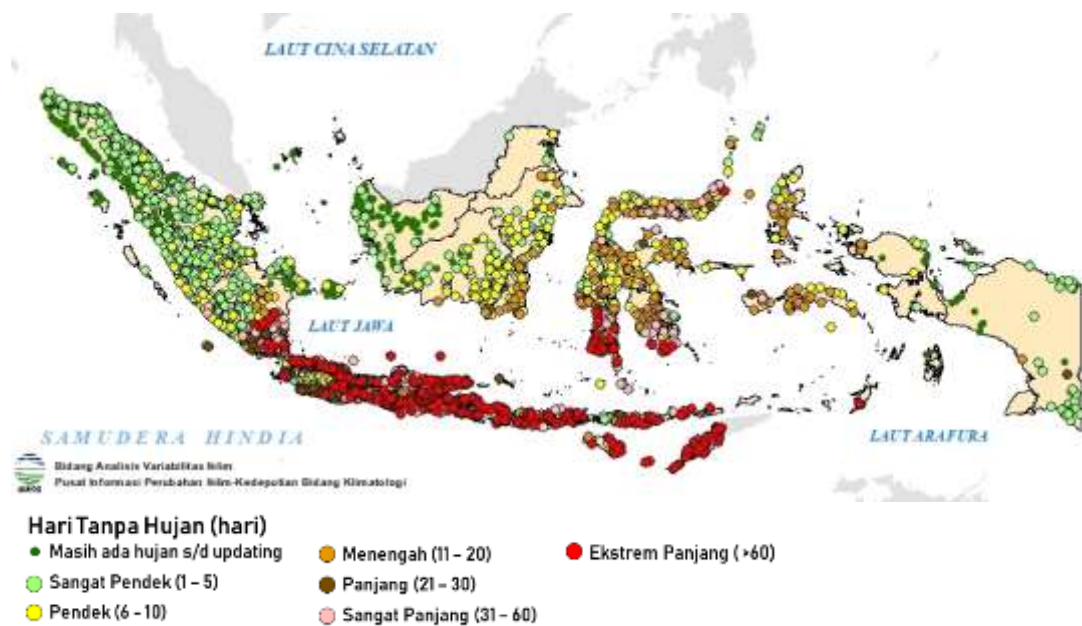 LAUT CINA SELATAN
LAUT JAWA
SAMUDERA HINDIA
LAUT ARAFURA
BMKG
Bidang Analisis Variabilitas Iklim
Pusat Informasi Perubahan Iklim-Kedeputian Bidang Klimatologi
Hari Tanpa Hujan (hari)
Masih ada hujan s/d updating
Sangat Pendek (1 – 5)
Pendek (6 - 10)
Menengah (11 – 20)
Panjang (21 – 30)
Sangat Panjang (31 - 60)
Ekstrem Panjang ( >60)